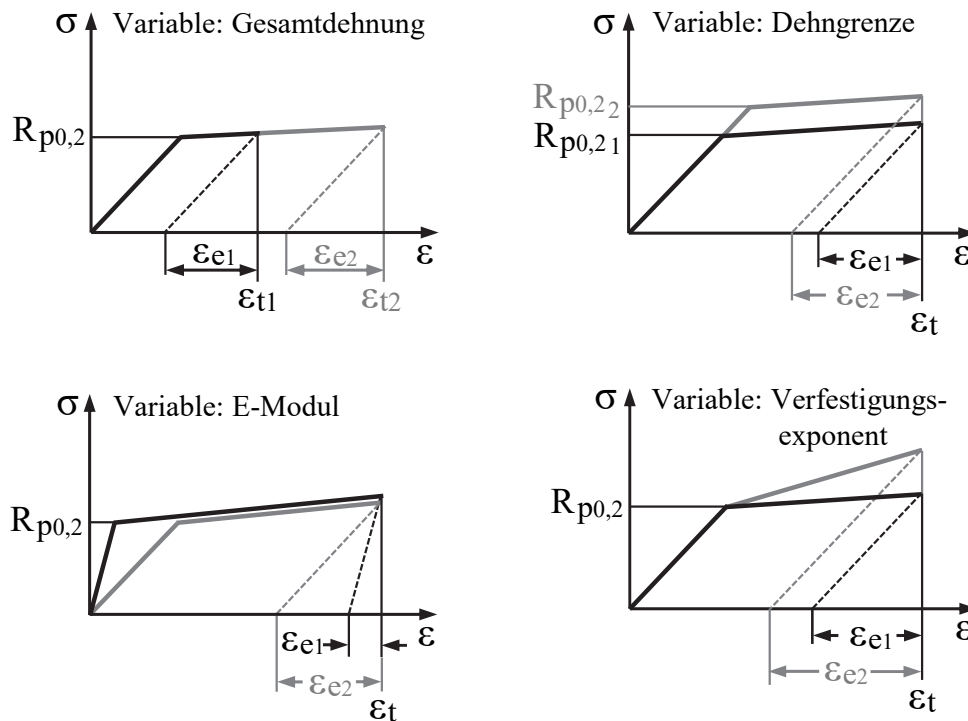 σ Variable: Gesamtdehnung
Rp0,2
εe1 εe2 ε
εt1 εt2
σ Variable: Dehngrenze
Rp0,22
Rp0,21
εe1 ε
εe2
εt
σ Variable: E-Modul
Rp0,2
εe1 ε
εe2
εt
σ Variable: Verfestigungs-
exponent
Rp0,2
εe1 ε
εe2
εt